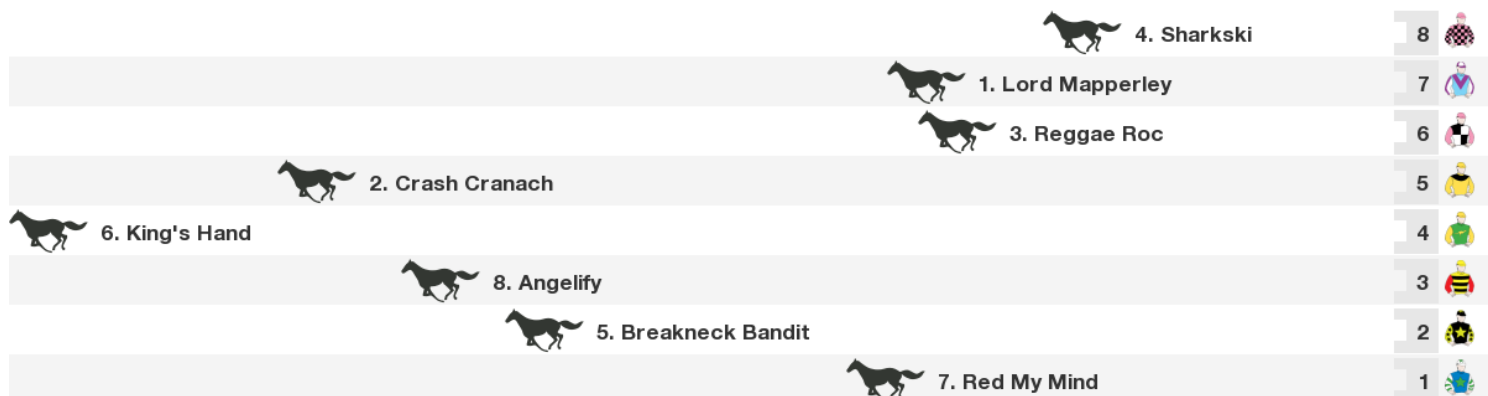 4. Sharkski 8
1. Lord Mapperley 7
3. Reggae Roc 6
2. Crash Cranach 5
6. King's Hand 4
8. Angelify 3
5. Breakneck Bandit 2
7. Red My Mind 1